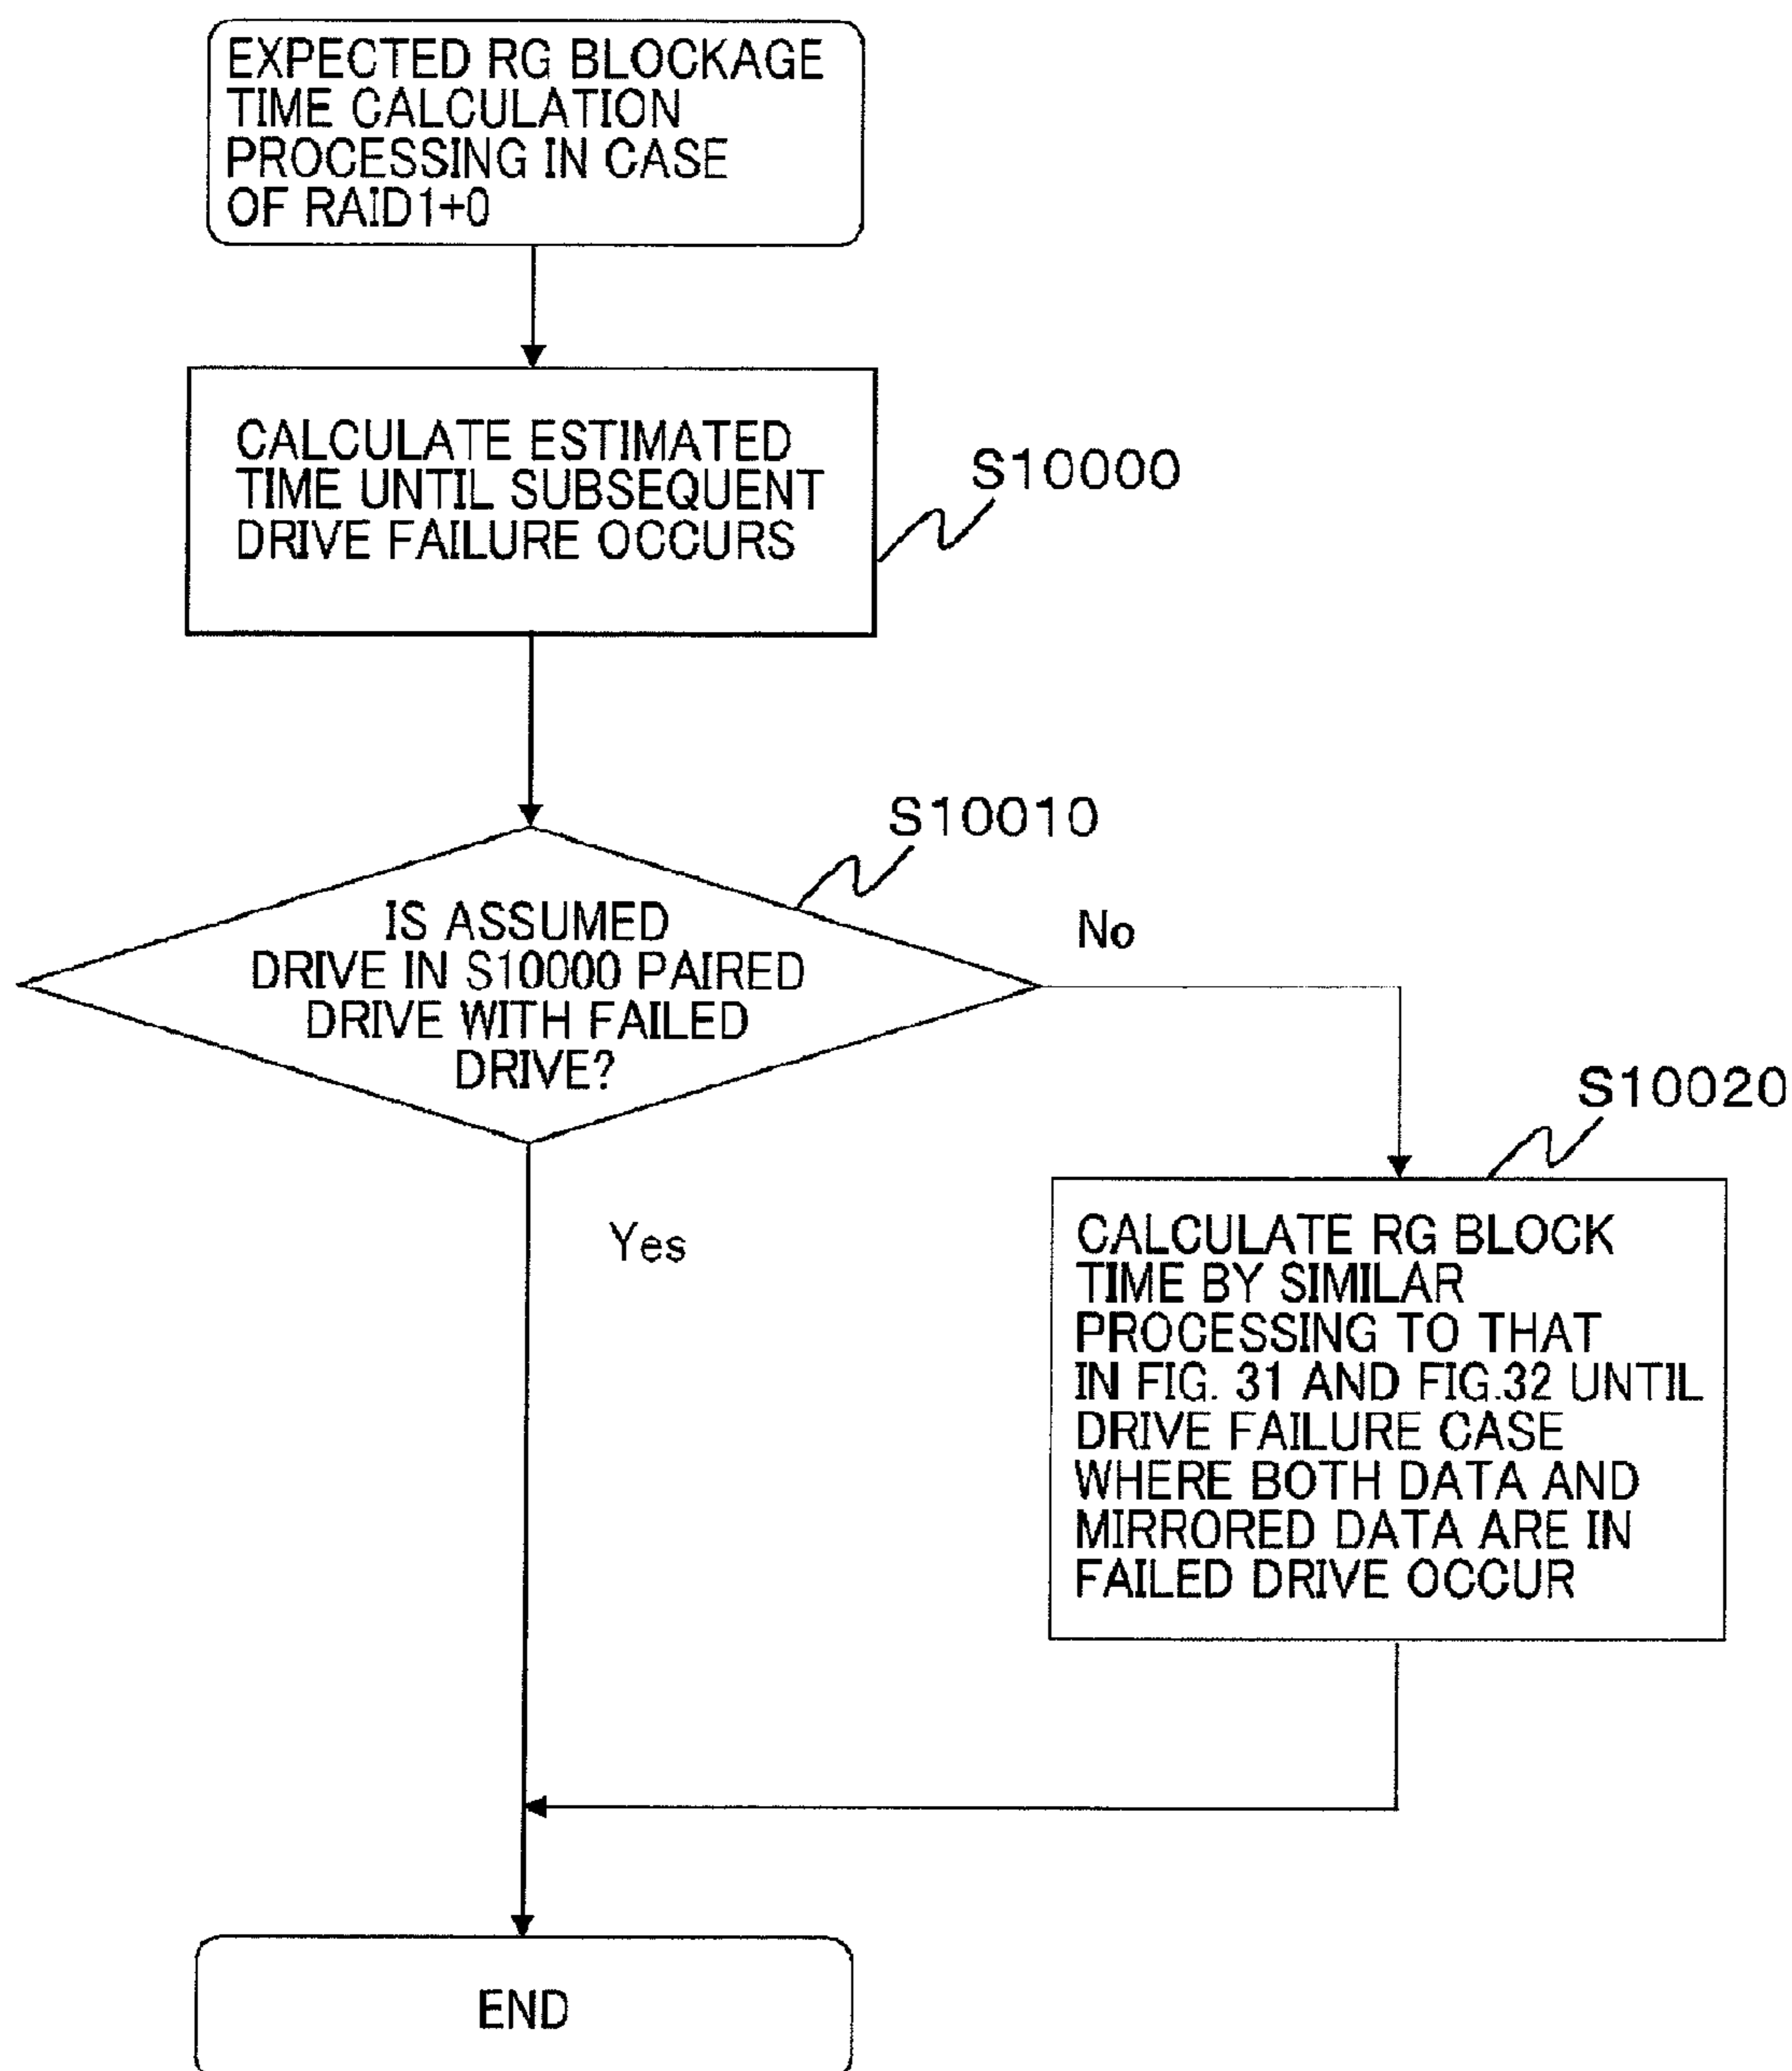 EXPECTED RG BLOCKAGE
TIME CALCULATION
PROCESSING IN CASE
OF RAID1+0
CALCULATE ESTIMATED
TIME UNTIL SUBSEQUENT
DRIVE FAILURE OCCURS
S10000
S10010
IS ASSUMED
DRIVE IN S10000 PAIRED
DRIVE WITH FAILED
DRIVE?
No
Yes
S10020
CALCULATE RG BLOCK
TIME BY SIMILAR
PROCESSING TO THAT
IN FIG. 31 AND FIG.32 UNTIL
DRIVE FAILURE CASE
WHERE BOTH DATA AND
MIRRORED DATA ARE IN
FAILED DRIVE OCCUR
END